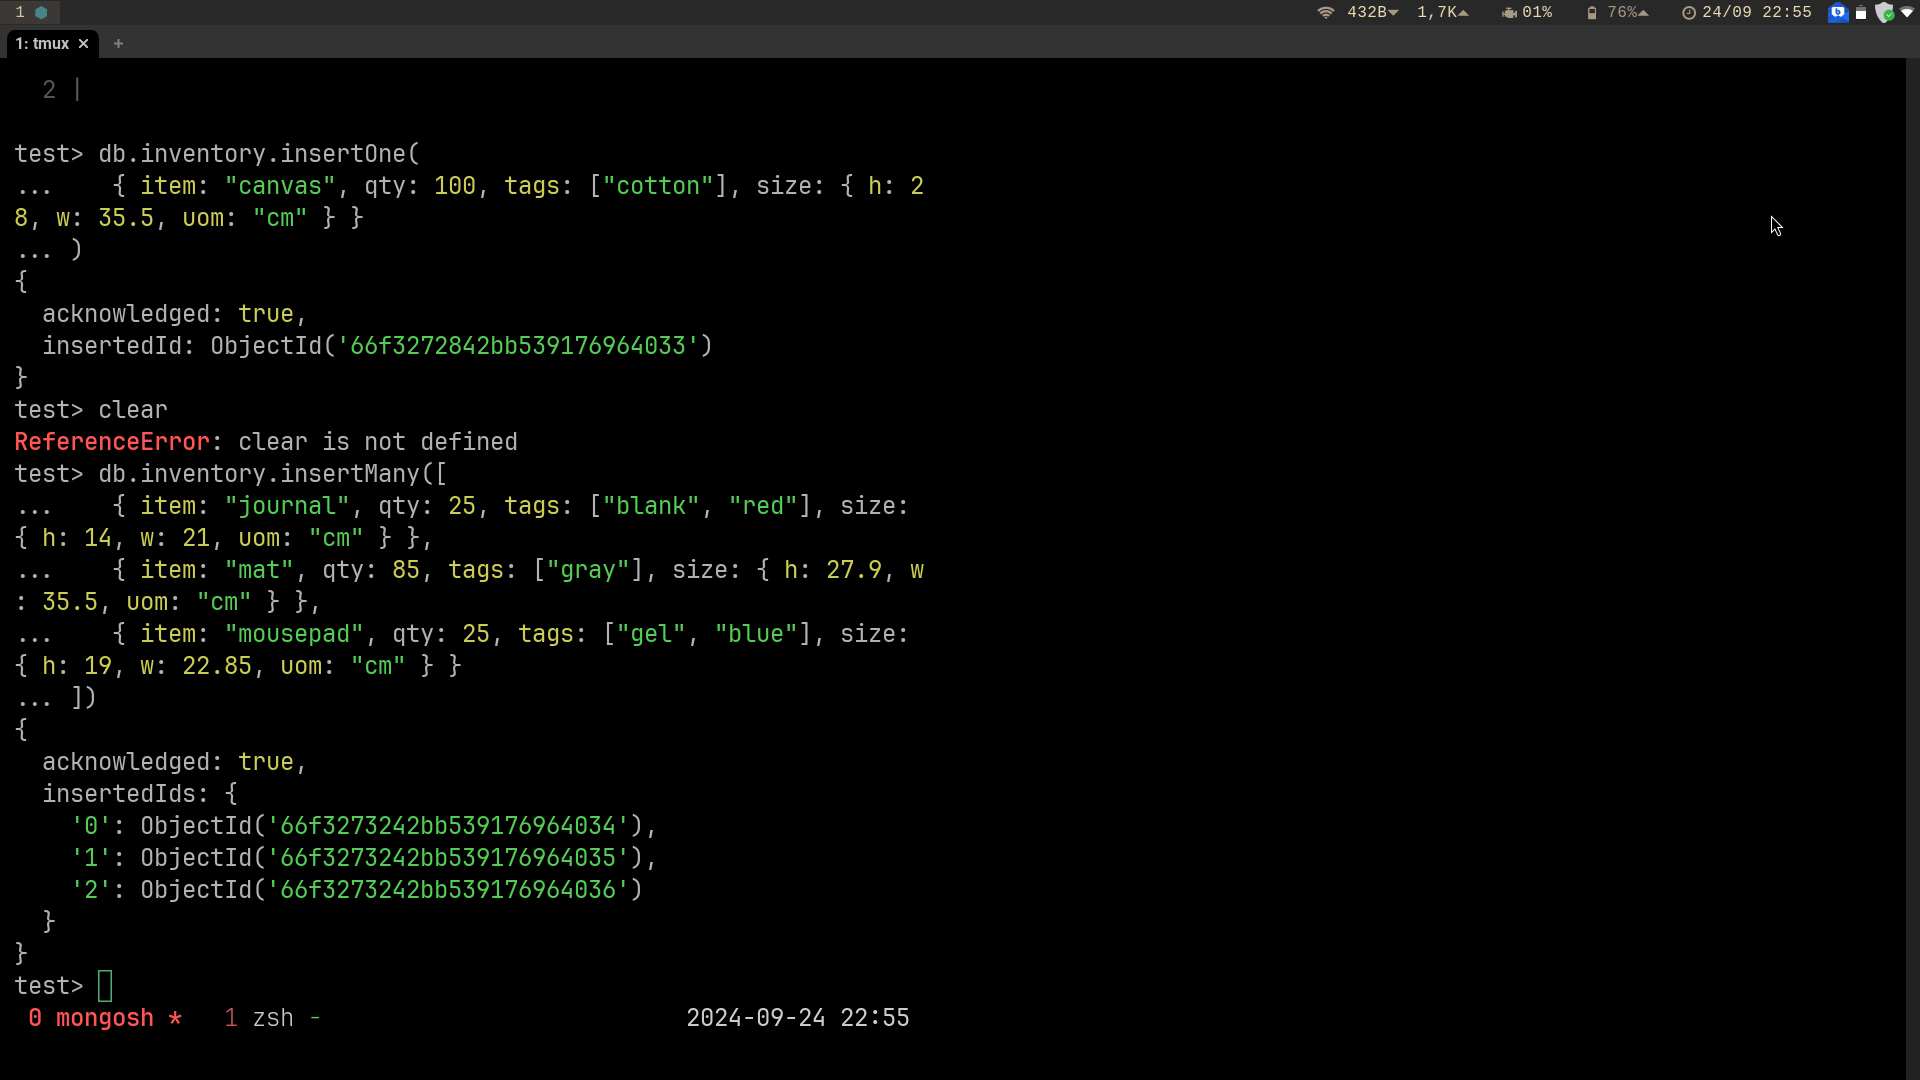 1 432B 1,7K 01% 76% 24/09 22:55
1: tmux × +
2 |
test> db.inventory.insertOne(
...    { item: "canvas", qty: 100, tags: ["cotton"], size: { h: 2
8, w: 35.5, uom: "cm" } }
... )
{
  acknowledged: true,
  insertedId: ObjectId('66f3272842bb539176964033')
}
test> clear
ReferenceError: clear is not defined
test> db.inventory.insertMany([
...    { item: "journal", qty: 25, tags: ["blank", "red"], size:
{ h: 14, w: 21, uom: "cm" } },
...    { item: "mat", qty: 85, tags: ["gray"], size: { h: 27.9, w
: 35.5, uom: "cm" } },
...    { item: "mousepad", qty: 25, tags: ["gel", "blue"], size:
{ h: 19, w: 22.85, uom: "cm" } }
... ])
{
  acknowledged: true,
  insertedIds: {
    '0': ObjectId('66f3273242bb539176964034'),
    '1': ObjectId('66f3273242bb539176964035'),
    '2': ObjectId('66f3273242bb539176964036')
  }
}
test>
0 mongosh * 1 zsh - 2024-09-24 22:55